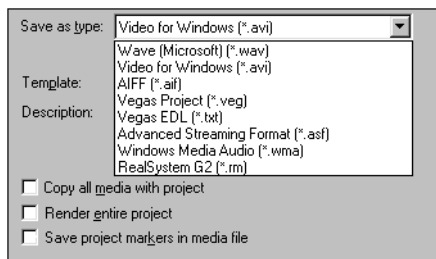 Save as type: Video for Windows (*.avi)
Wave (Microsoft) (*.wav)
Video for Windows (*.avi)
Template:
AIFF (*.aif)
Vegas Project (*.veg)
Description:
Vegas EDL (*.txt)
Advanced Streaming Format (*.asf)
Windows Media Audio (*.wma)
RealSystem G2 (*.rm)
Copy all media with project
Render entire project
Save project markers in media file